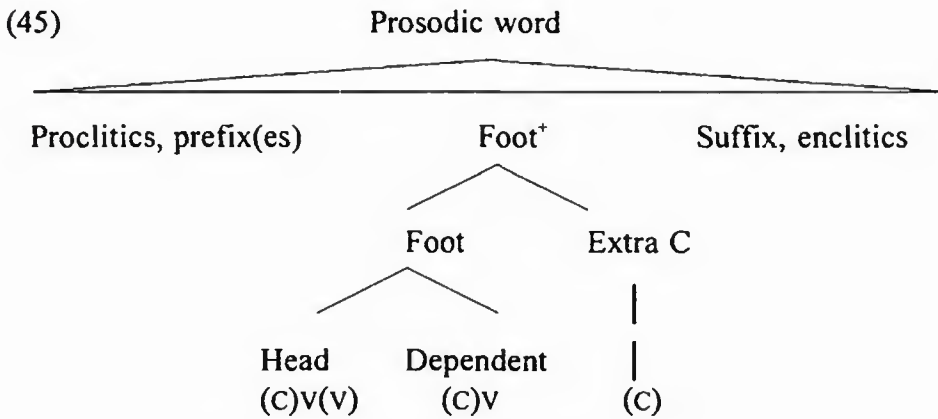 (45) Prosodic word
Proclitics, prefix(es) Foot⁺ Suffix, enclitics
Foot Extra C
Head Dependent
(C)V(V) (C)V (C)